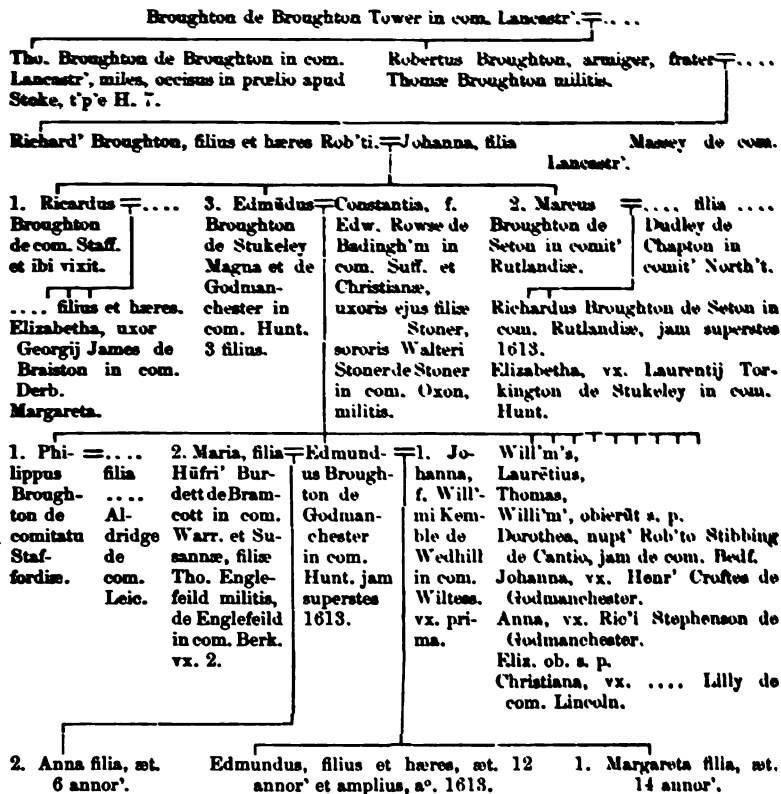 Broughton de Broughton Tower in com. Lancastr'.=....
Tho. Broughton de Broughton in com.
Lancastr', miles, occisus in prœlio apud
Stoke, t'p'e H. 7.
Robertus Broughton, armiger, frater=....
Thomæ Broughton militis.
Richard' Broughton, filius et hæres Rob'ti.=Johanna, filia Massey de com.
Lancastr'.
1. Ricardus =....
Broughton
de com. Staff.
et ibi vixit.
.... filius et hæres.
Elizabetha, uxor
Georgij James de
Braiston in com.
Derb.
Margareta.
3. Edmūdus=
Broughton
de Stukeley
Magna et de
Godman-
chester in
com. Hunt.
3 filius.
Constantia, f.
Edw. Rowse de
Badingh'm in
com. Suff. et
Christianæ,
uxoris ejus filiæ
Stoner,
sororis Walteri
Stoner de Stoner
in com. Oxon,
militis.
2. Marcus =
Broughton de
Seton in comit'
Rutlandiæ.
.... filia ....
Dudley de
Chapton in
comit' North't.
Richardus Broughton de Seton in
com. Rutlandiæ, jam superstes
1613.
Elizabetha, vx. Laurentij Tor-
kington de Stukeley in com.
Hunt.
1. Phi-
lippus
Brough-
ton de
comitatu
Staf-
fordiæ.
=....
filia
....
Al-
dridge
de
com.
Leic.
2. Maria, filia=
Hūfri' Bur-
dett de Bram-
cott in com.
Warr. et Su-
sannæ, filiæ
Tho. Engle-
feild militis,
de Englefeild
in com. Berk.
vx. 2.
Edmund-
us Brough-
ton de
Godman-
chester
in com.
Hunt. jam
superstes
1613.
=1. Jo-
hanna,
f. Will'-
mi Kem-
ble de
Wedhill
in com.
Wiltess.
vx. pri-
ma.
Will'm's,
Laurētius,
Thomas,
Willi'm', obierūt s. p.
Dorothea, nupt' Rob'to Stibbing
de Cantio, jam de com. Bedf.
Johanna, vx. Henr' Croftes de
Godmanchester.
Anna, vx. Ric'i Stephenson de
Godmanchester.
Eliz. ob. s. p.
Christiana, vx. .... Lilly de
com. Lincoln.
2. Anna filia, æt.
6 annor'.
Edmundus, filius et hæres, æt. 12
annor' et amplius, aº. 1613.
1. Margareta filia, æt.
14 annor'.